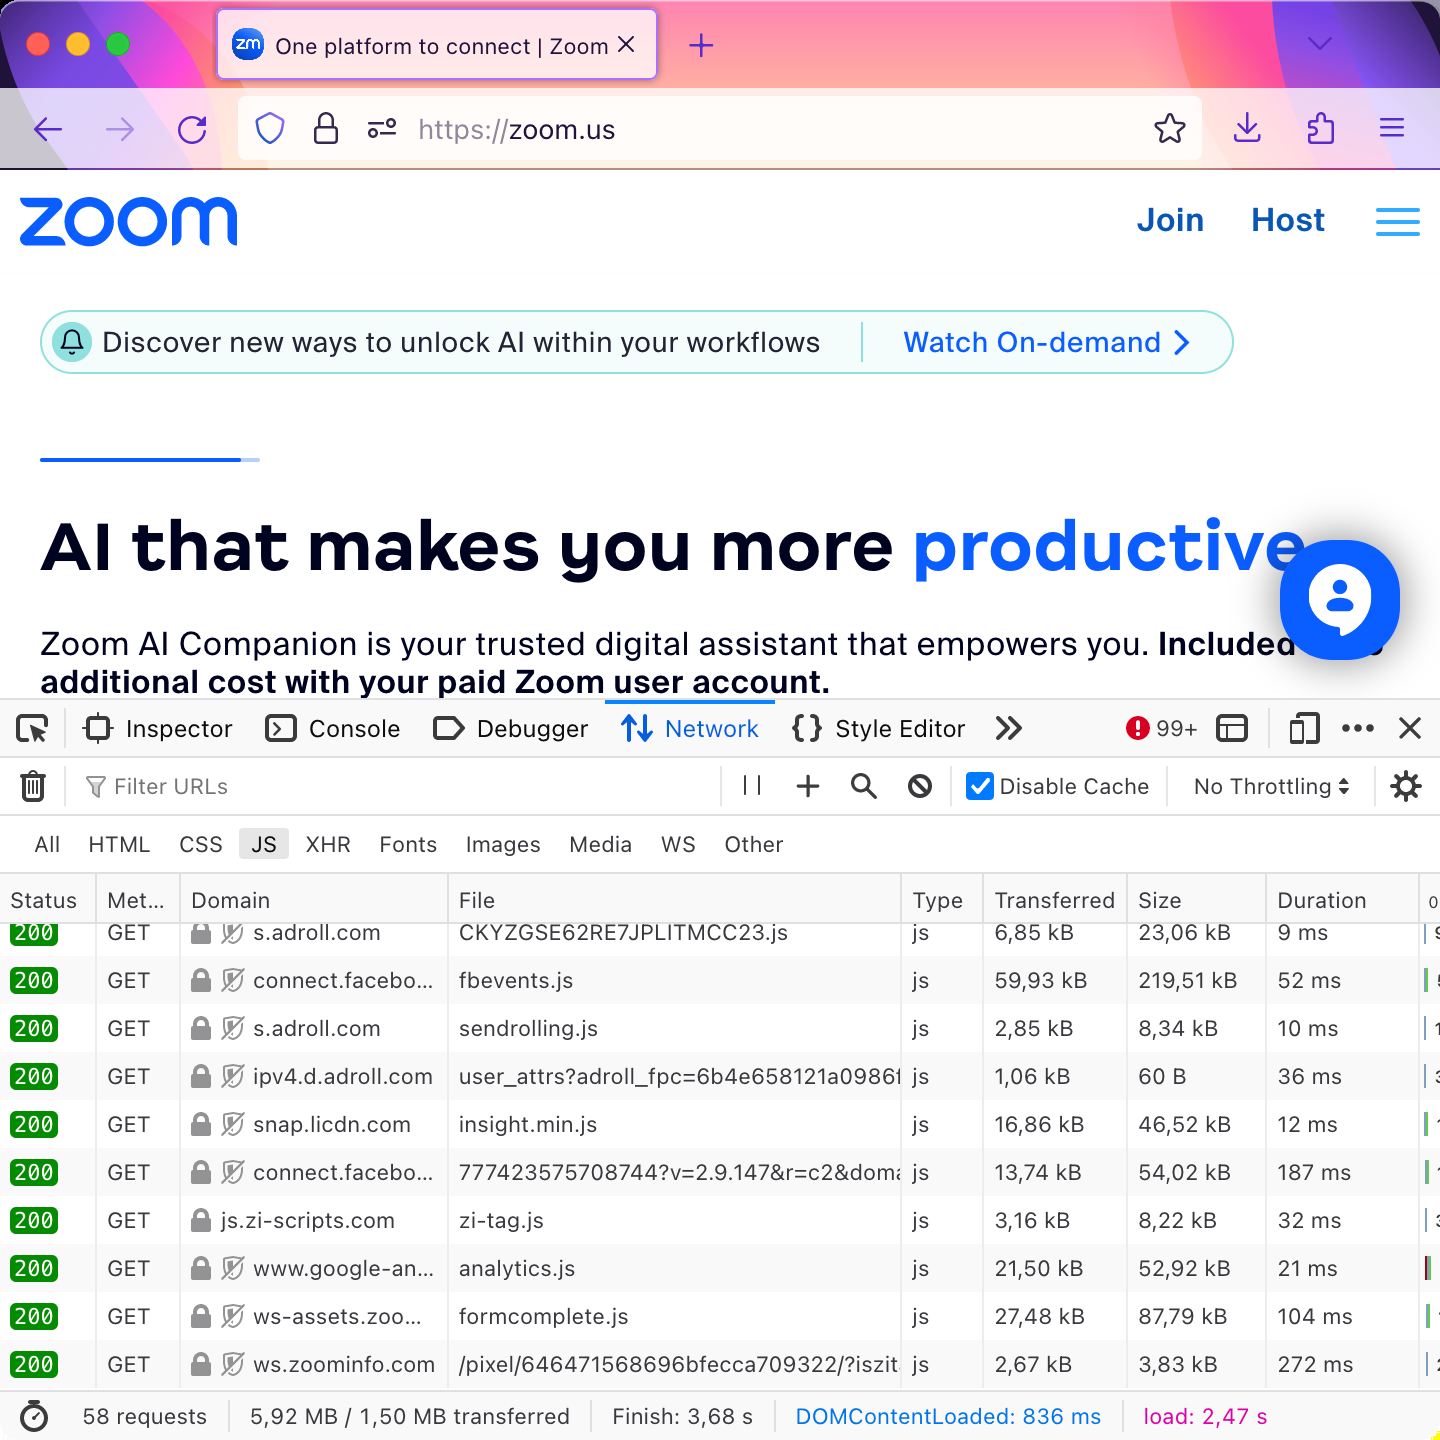 zm One platform to connect | Zoom
https://zoom.us
zoom Join Host
Discover new ways to unlock AI within your workflows Watch On-demand
AI that makes you more productive
Zoom AI Companion is your trusted digital assistant that empowers you. Included
additional cost with your paid Zoom user account.
Inspector Console Debugger Network Style Editor 99+
Filter URLs Disable Cache No Throttling
All HTML CSS JS XHR Fonts Images Media WS Other
Status Met... Domain File Type Transferred Size Duration 0
200 GET s.adroll.com CKYZGSE62RE7JPLITMCC23.js js 6,85 kB 23,06 kB 9 ms
200 GET connect.facebo... fbevents.js js 59,93 kB 219,51 kB 52 ms
200 GET s.adroll.com sendrolling.js js 2,85 kB 8,34 kB 10 ms
200 GET ipv4.d.adroll.com user_attrs?adroll_fpc=6b4e658121a0986f js 1,06 kB 60 B 36 ms
200 GET snap.licdn.com insight.min.js js 16,86 kB 46,52 kB 12 ms
200 GET connect.facebo... 777423575708744?v=2.9.147&r=c2&doma js 13,74 kB 54,02 kB 187 ms
200 GET js.zi-scripts.com zi-tag.js js 3,16 kB 8,22 kB 32 ms
200 GET www.google-an... analytics.js js 21,50 kB 52,92 kB 21 ms
200 GET ws-assets.zoo... formcomplete.js js 27,48 kB 87,79 kB 104 ms
200 GET ws.zoominfo.com /pixel/646471568696bfecca709322/?iszit js 2,67 kB 3,83 kB 272 ms
58 requests 5,92 MB / 1,50 MB transferred Finish: 3,68 s DOMContentLoaded: 836 ms load: 2,47 s